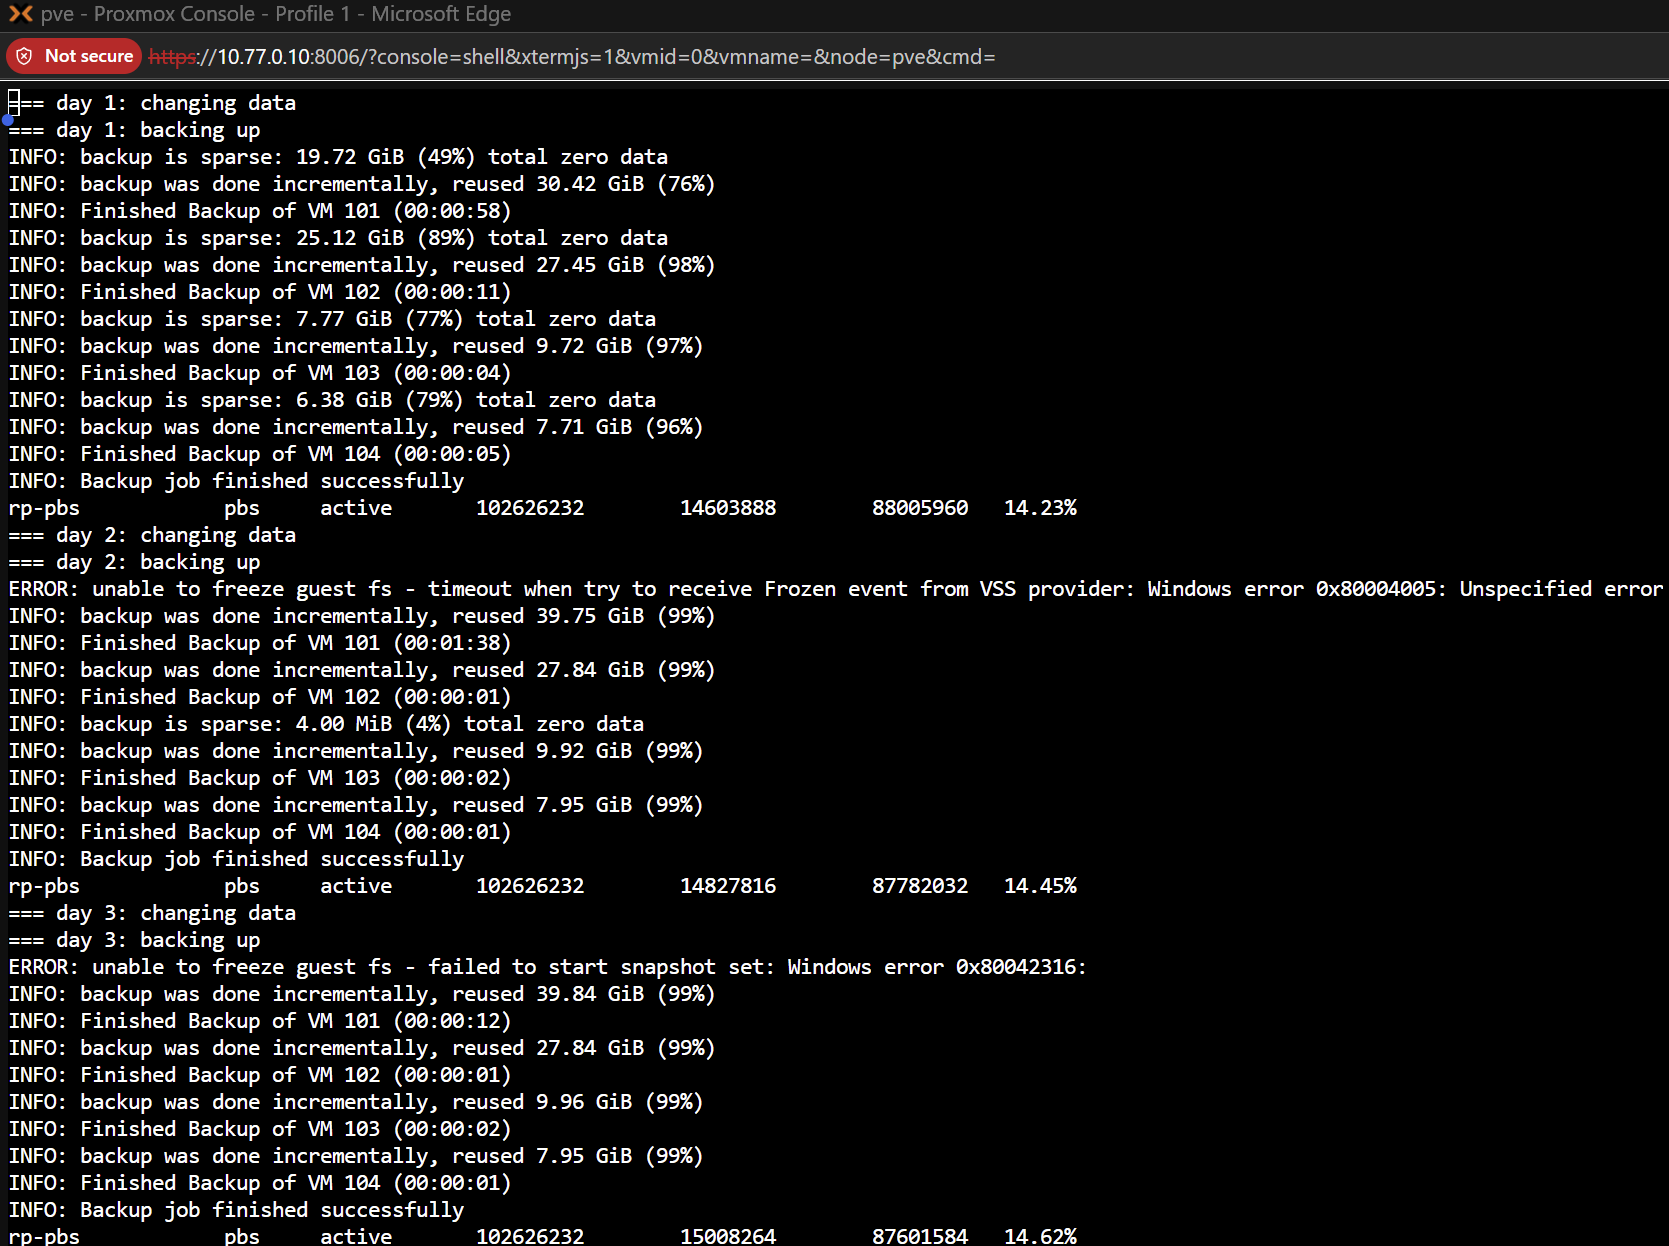 pve - Proxmox Console - Profile 1 - Microsoft Edge
Not secure https://10.77.0.10:8006/?console=shell&xtermjs=1&vmid=0&vmname=&node=pve&cmd=
=== day 1: changing data
=== day 1: backing up
INFO: backup is sparse: 19.72 GiB (49%) total zero data
INFO: backup was done incrementally, reused 30.42 GiB (76%)
INFO: Finished Backup of VM 101 (00:00:58)
INFO: backup is sparse: 25.12 GiB (89%) total zero data
INFO: backup was done incrementally, reused 27.45 GiB (98%)
INFO: Finished Backup of VM 102 (00:00:11)
INFO: backup is sparse: 7.77 GiB (77%) total zero data
INFO: backup was done incrementally, reused 9.72 GiB (97%)
INFO: Finished Backup of VM 103 (00:00:04)
INFO: backup is sparse: 6.38 GiB (79%) total zero data
INFO: backup was done incrementally, reused 7.71 GiB (96%)
INFO: Finished Backup of VM 104 (00:00:05)
INFO: Backup job finished successfully
rp-pbs pbs active 102626232 14603888 88005960 14.23%
=== day 2: changing data
=== day 2: backing up
ERROR: unable to freeze guest fs - timeout when try to receive Frozen event from VSS provider: Windows error 0x80004005: Unspecified error
INFO: backup was done incrementally, reused 39.75 GiB (99%)
INFO: Finished Backup of VM 101 (00:01:38)
INFO: backup was done incrementally, reused 27.84 GiB (99%)
INFO: Finished Backup of VM 102 (00:00:01)
INFO: backup is sparse: 4.00 MiB (4%) total zero data
INFO: backup was done incrementally, reused 9.92 GiB (99%)
INFO: Finished Backup of VM 103 (00:00:02)
INFO: backup was done incrementally, reused 7.95 GiB (99%)
INFO: Finished Backup of VM 104 (00:00:01)
INFO: Backup job finished successfully
rp-pbs pbs active 102626232 14827816 87782032 14.45%
=== day 3: changing data
=== day 3: backing up
ERROR: unable to freeze guest fs - failed to start snapshot set: Windows error 0x80042316:
INFO: backup was done incrementally, reused 39.84 GiB (99%)
INFO: Finished Backup of VM 101 (00:00:12)
INFO: backup was done incrementally, reused 27.84 GiB (99%)
INFO: Finished Backup of VM 102 (00:00:01)
INFO: backup was done incrementally, reused 9.96 GiB (99%)
INFO: Finished Backup of VM 103 (00:00:02)
INFO: backup was done incrementally, reused 7.95 GiB (99%)
INFO: Finished Backup of VM 104 (00:00:01)
INFO: Backup job finished successfully
rp-pbs pbs active 102626232 15008264 87601584 14.62%